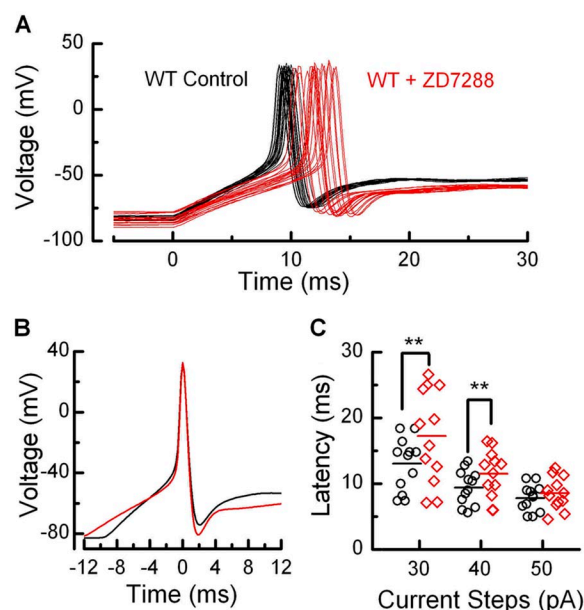 A
50
WT Control
WT + ZD7288
0
-50
-100
Voltage (mV)
0
10
20
30
Time (ms)
B
40
0
-40
-80
Voltage (mV)
-12
-8
-4
0
4
8
12
Time (ms)
C
**
**
30
20
10
0
Latency (ms)
30
40
50
Current Steps (pA)